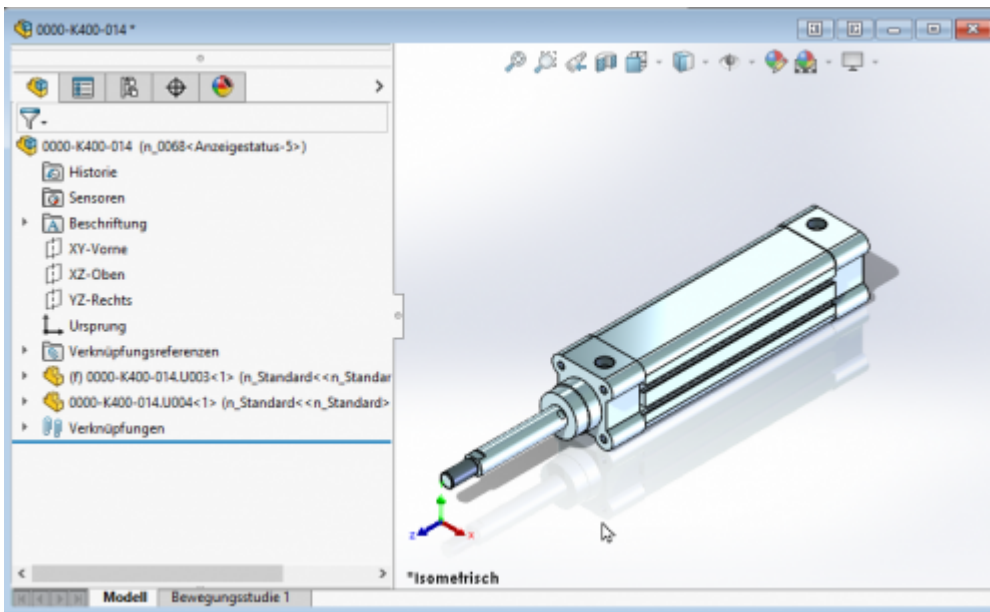 0000-K400-014 *
0000-K400-014 (n_0068<Anzeigestatus-5>)
Historie
Sensoren
A Beschriftung
XY-Vorne
XZ-Oben
YZ-Rechts
Ursprung
Verknüpfungsreferenzen
(f) 0000-K400-014.U003<1> (n_Standard<<n_Standar
0000-K400-014.U004<1> (n_Standard<<n_Standard>
Verknüpfungen
z x
*Isometrisch
Modell Bewegungsstudie 1